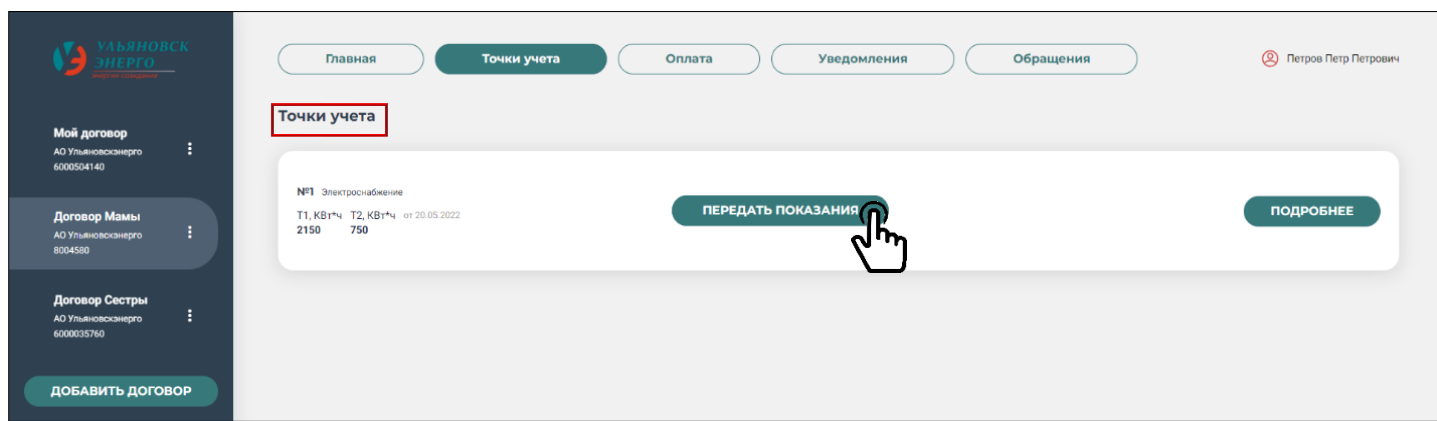 УЛЬЯНОВСК
ЭНЕРГО
энергия созидания
Главная
Точки учета
Оплата
Уведомления
Обращения
Петров Петр Петрович
Точки учета
Мой договор
АО Ульяновскэнерго
6000504140
Договор Мамы
АО Ульяновскэнерго
8004580
Договор Сестры
АО Ульяновскэнерго
6000035760
ДОБАВИТЬ ДОГОВОР
№1 Электроснабжение
Т1, КВт*ч Т2, КВт*ч от 20.05.2022
2150 750
ПЕРЕДАТЬ ПОКАЗАНИЯ
ПОДРОБНЕЕ